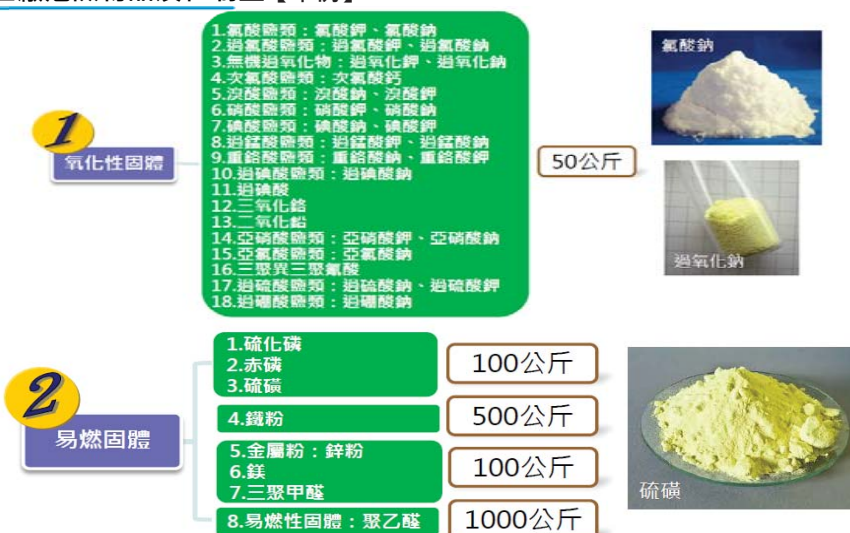 1
氧化性固體
1.氯酸鹽類：氯酸鉀、氯酸鈉
2.過氯酸鹽類：過氯酸鉀、過氯酸鈉
3.無機過氧化物：過氧化鉀、過氧化鈉
4.次氯酸鹽類：次氯酸鈣
5.溴酸鹽類：溴酸鈉、溴酸鉀
6.硝酸鹽類：硝酸鉀、硝酸鈉
7.碘酸鹽類：碘酸鈉、碘酸鉀
8.過錳酸鹽類：過錳酸鉀、過錳酸鈉
9.重鉻酸鹽類：重鉻酸鈉、重鉻酸鉀
10.過碘酸鹽類：過碘酸鈉
11.過碘酸
12.三氧化鉻
13.二氧化鉛
14.亞硝酸鹽類：亞硝酸鉀、亞硝酸鈉
15.亞氯酸鹽類：亞氯酸鈉
16.三聚異三聚氰酸
17.過硫酸鹽類：過硫酸鈉、過硫酸鉀
18.過硼酸鹽類：過硼酸鈉
50公斤
氯酸鈉
過氧化鈉
2
易燃固體
1.硫化磷
2.赤磷
3.硫磺
100公斤
4.鐵粉
500公斤
5.金屬粉：鋅粉
6.鎂
7.三聚甲醛
100公斤
8.易燃性固體：聚乙醛
1000公斤
硫磺